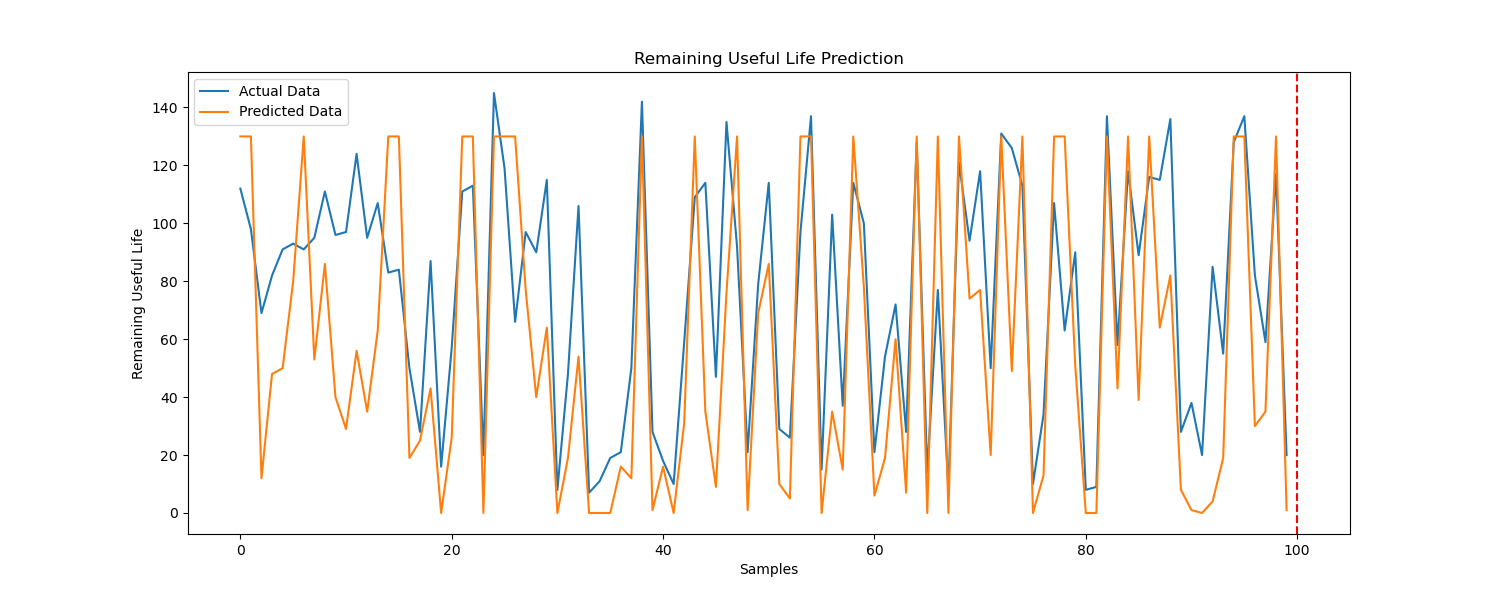 Remaining Useful Life Prediction
Actual Data
Predicted Data
Remaining Useful Life
140
120
100
80
60
40
20
0
0 20 40 60 80 100
Samples